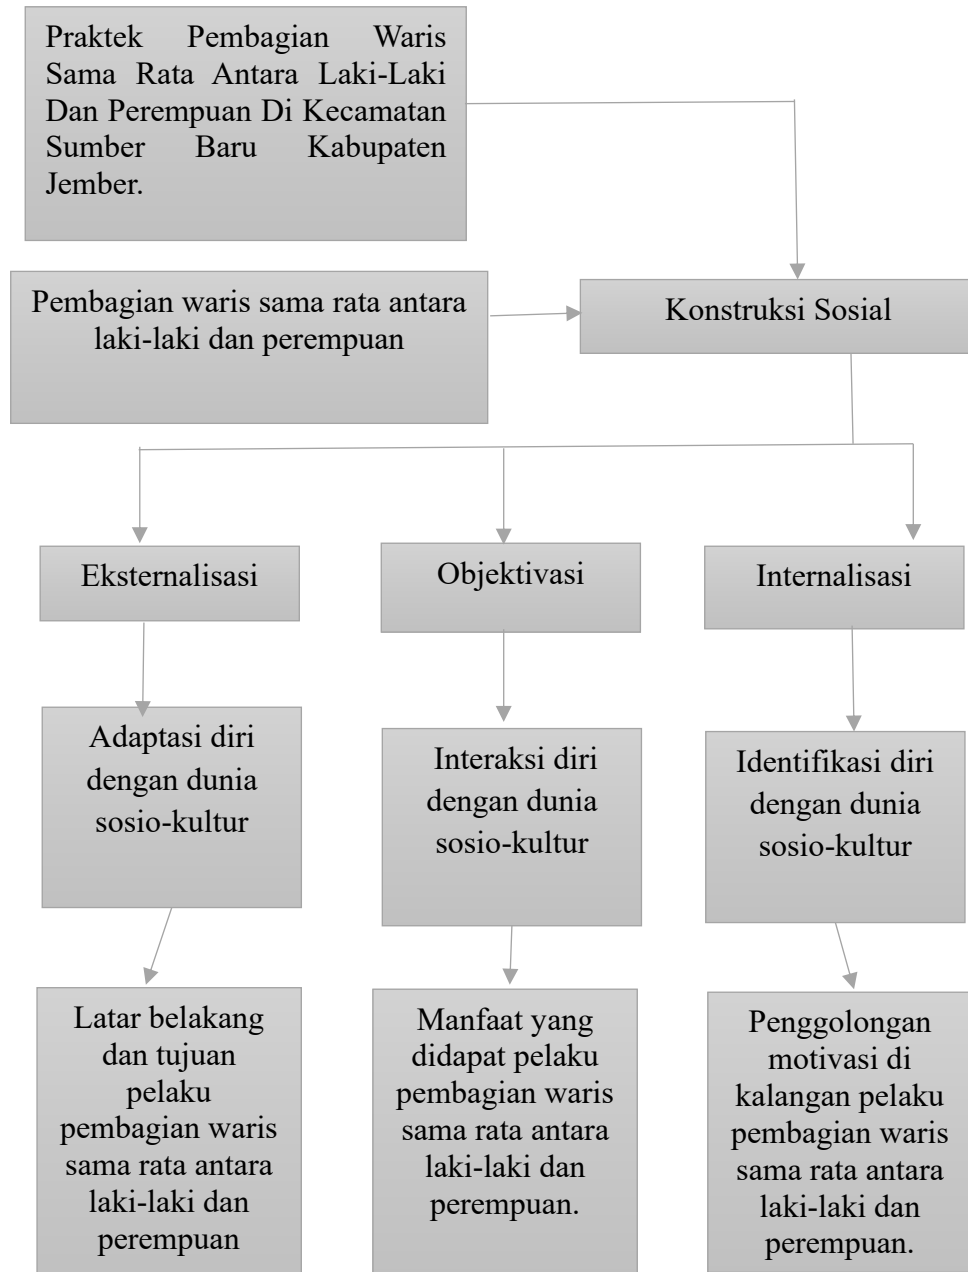 Praktek Pembagian Waris
Sama Rata Antara Laki-Laki
Dan Perempuan Di Kecamatan
Sumber Baru Kabupaten
Jember.
Pembagian waris sama rata antara
laki-laki dan perempuan
Konstruksi Sosial
Eksternalisasi
Objektivasi
Internalisasi
Adaptasi diri
dengan dunia
sosio-kultur
Interaksi diri
dengan dunia
sosio-kultur
Identifikasi diri
dengan dunia
sosio-kultur
Latar belakang
dan tujuan
pelaku
pembagian waris
sama rata antara
laki-laki dan
perempuan
Manfaat yang
didapat pelaku
pembagian waris
sama rata antara
laki-laki dan
perempuan.
Penggolongan
motivasi di
kalangan pelaku
pembagian waris
sama rata antara
laki-laki dan
perempuan.